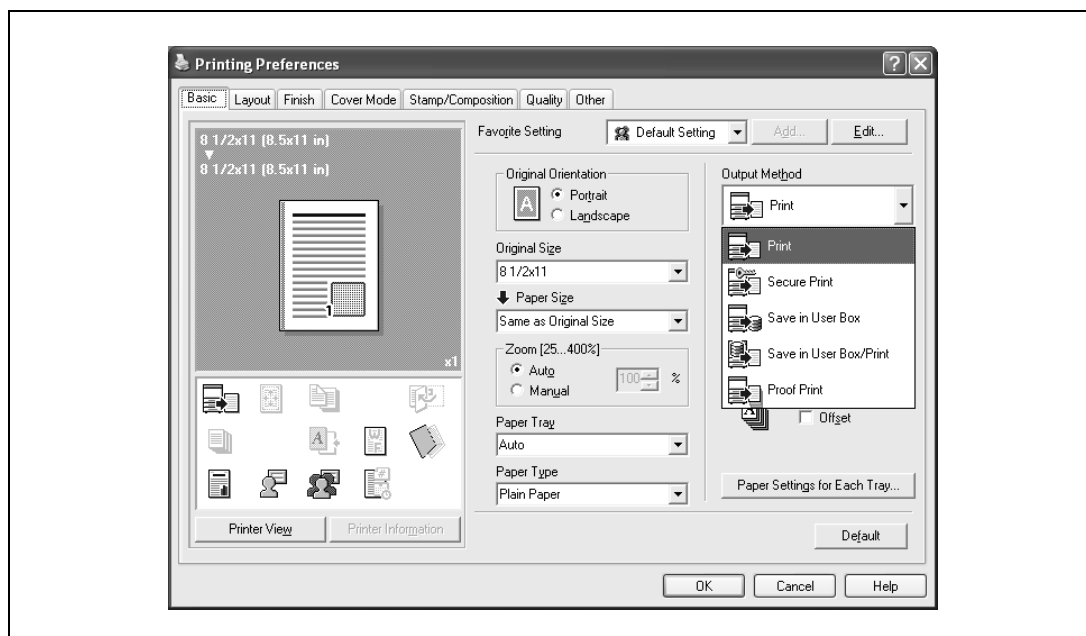 Printing Preferences
Basic Layout Finish Cover Mode Stamp/Composition Quality Other
8 1/2x11 (8.5x11 in)
8 1/2x11 (8.5x11 in)
x1
Printer View Printer Information
Favorite Setting Default Setting Add... Edit...
Original Orientation
A
Portrait
Landscape
Original Size
8 1/2x11
Paper Size
Same as Original Size
Zoom [25...400%]
Auto
Manual
100 %
Paper Tray
Auto
Paper Type
Plain Paper
Output Method
Print
Print
Secure Print
Save in User Box
Save in User Box/Print
Proof Print
Offset
Paper Settings for Each Tray...
Default
OK Cancel Help